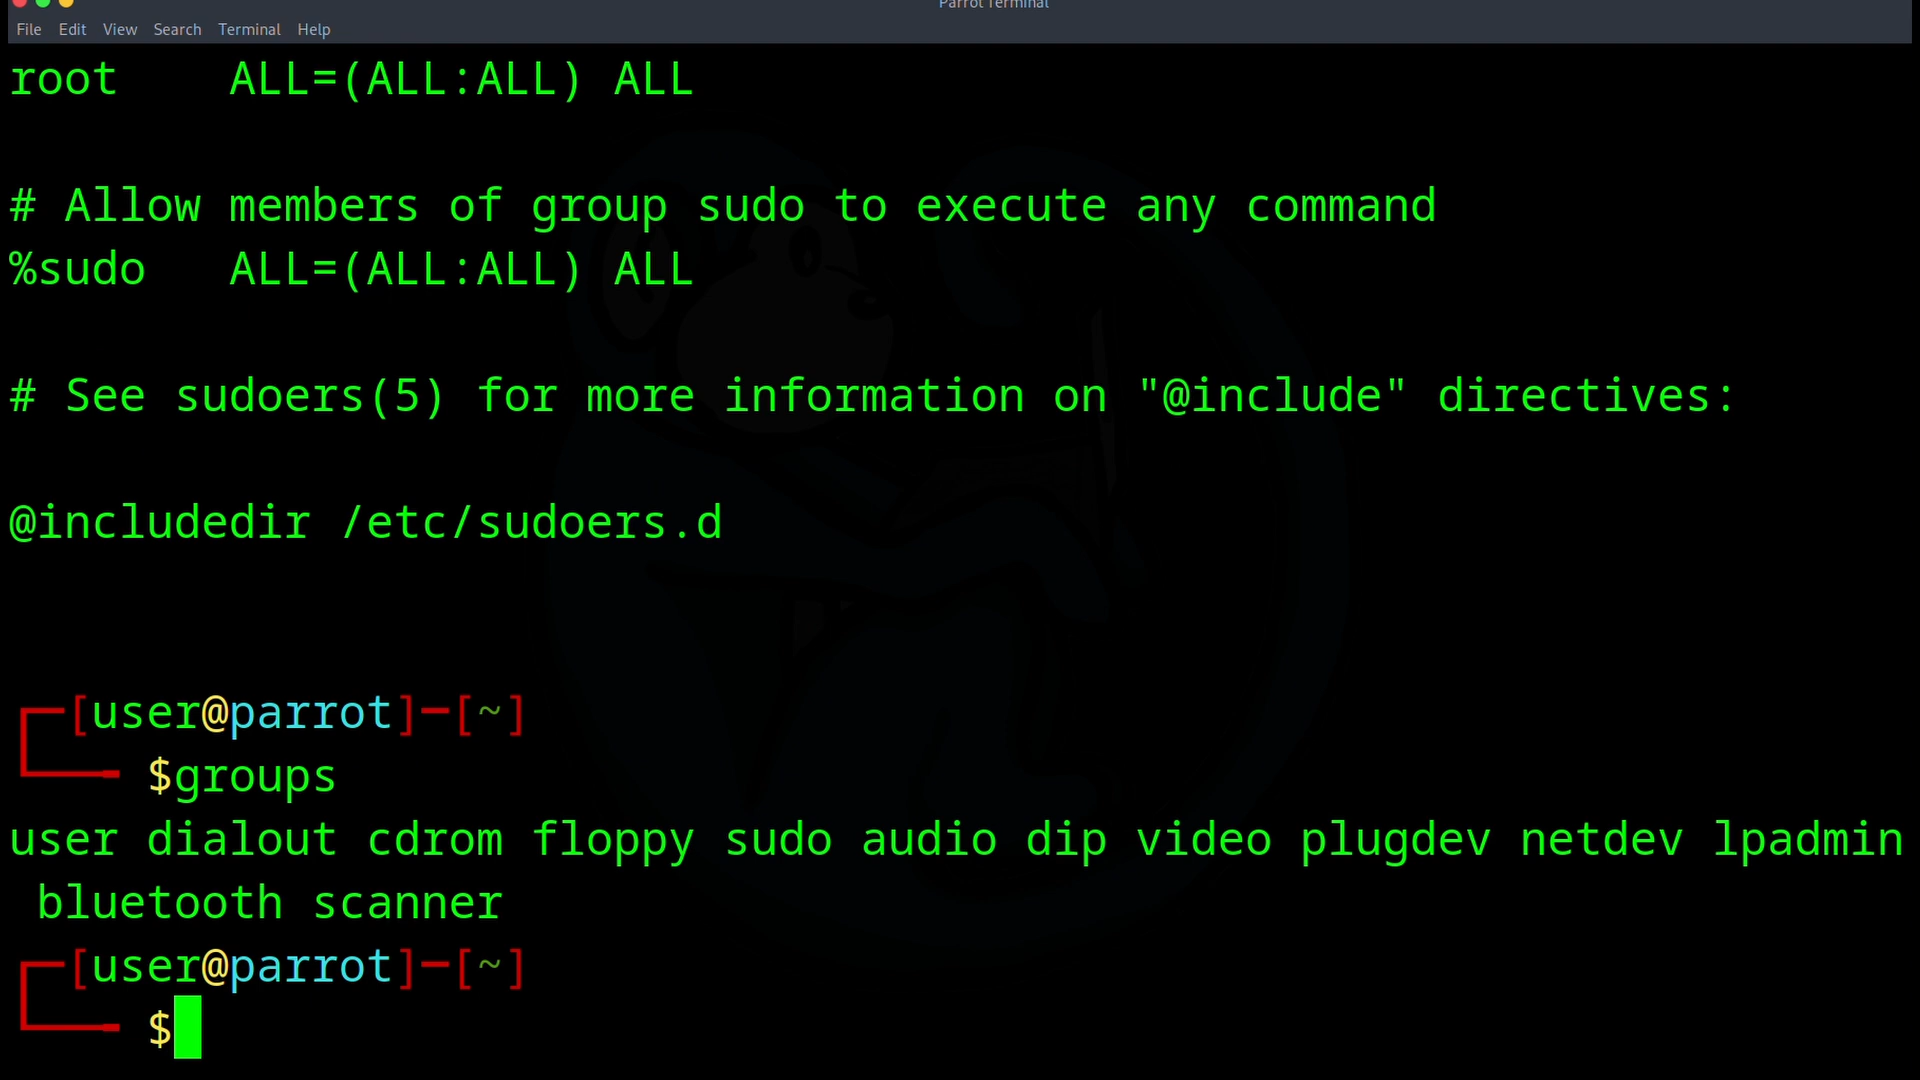 Parrot Terminal
File Edit View Search Terminal Help
root    ALL=(ALL:ALL) ALL
# Allow members of group sudo to execute any command
%sudo   ALL=(ALL:ALL) ALL
# See sudoers(5) for more information on "@include" directives:
@includedir /etc/sudoers.d
┌─[user@parrot]─[~]
└──╼ $groups
user dialout cdrom floppy sudo audio dip video plugdev netdev lpadmin
bluetooth scanner
┌─[user@parrot]─[~]
└──╼ $